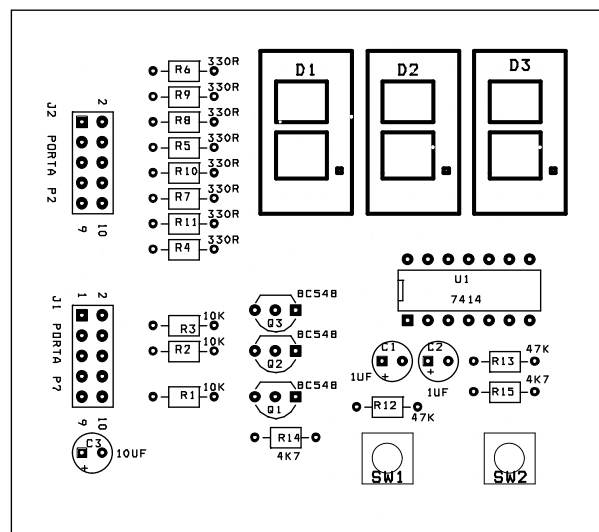 D1
D2
D3
R6
330R
R9
330R
R8
330R
R5
330R
R10
330R
R7
330R
R11
330R
R4
330R
J2 PORTA P2
2
9
10
J1 PORTA P7
1
2
9
10
C3
+
10UF
R3
10K
R2
10K
R1
10K
BC548
Q3
BC548
Q2
BC548
Q1
R14
4K7
U1
7414
C1
+
1UF
C2
+
1UF
47K
R13
4K7
R15
R12
47K
SW1
SW2